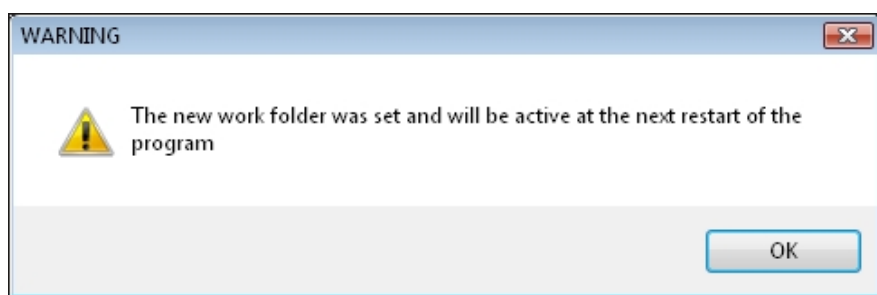 WARNING
The new work folder was set and will be active at the next restart of the
program
OK